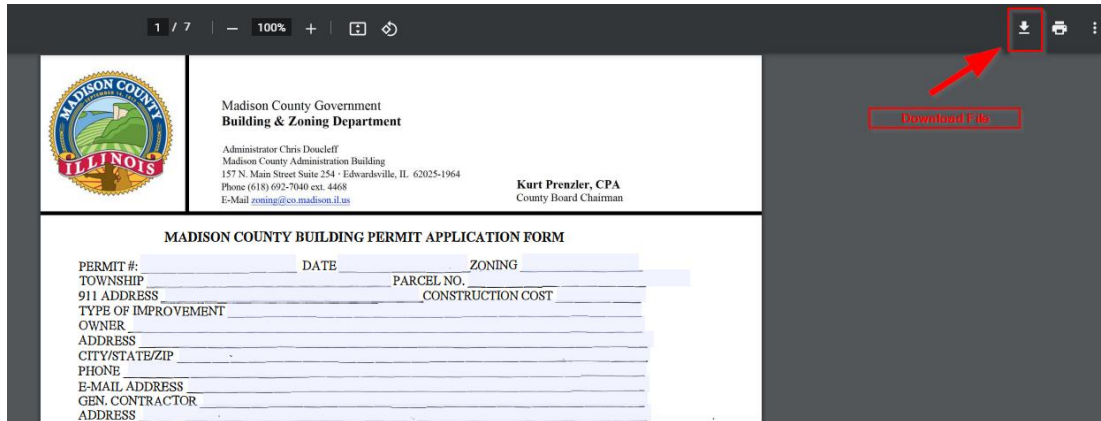 1 / 7 | — 100% + |
Download File
MADISON COUNTY
SEPTEMBER 14, 1812
ILLINOIS
Madison County Government
Building & Zoning Department
Administrator Chris Doucleff
Madison County Administration Building
157 N. Main Street Suite 254 · Edwardsville, IL 62025-1964
Phone (618) 692-7040 ext. 4468
E-Mail zoning@co.madison.il.us
Kurt Prenzler, CPA
County Board Chairman
MADISON COUNTY BUILDING PERMIT APPLICATION FORM
PERMIT #: DATE ZONING
TOWNSHIP PARCEL NO.
911 ADDRESS CONSTRUCTION COST
TYPE OF IMPROVEMENT
OWNER
ADDRESS
CITY/STATE/ZIP
PHONE
E-MAIL ADDRESS
GEN. CONTRACTOR
ADDRESS